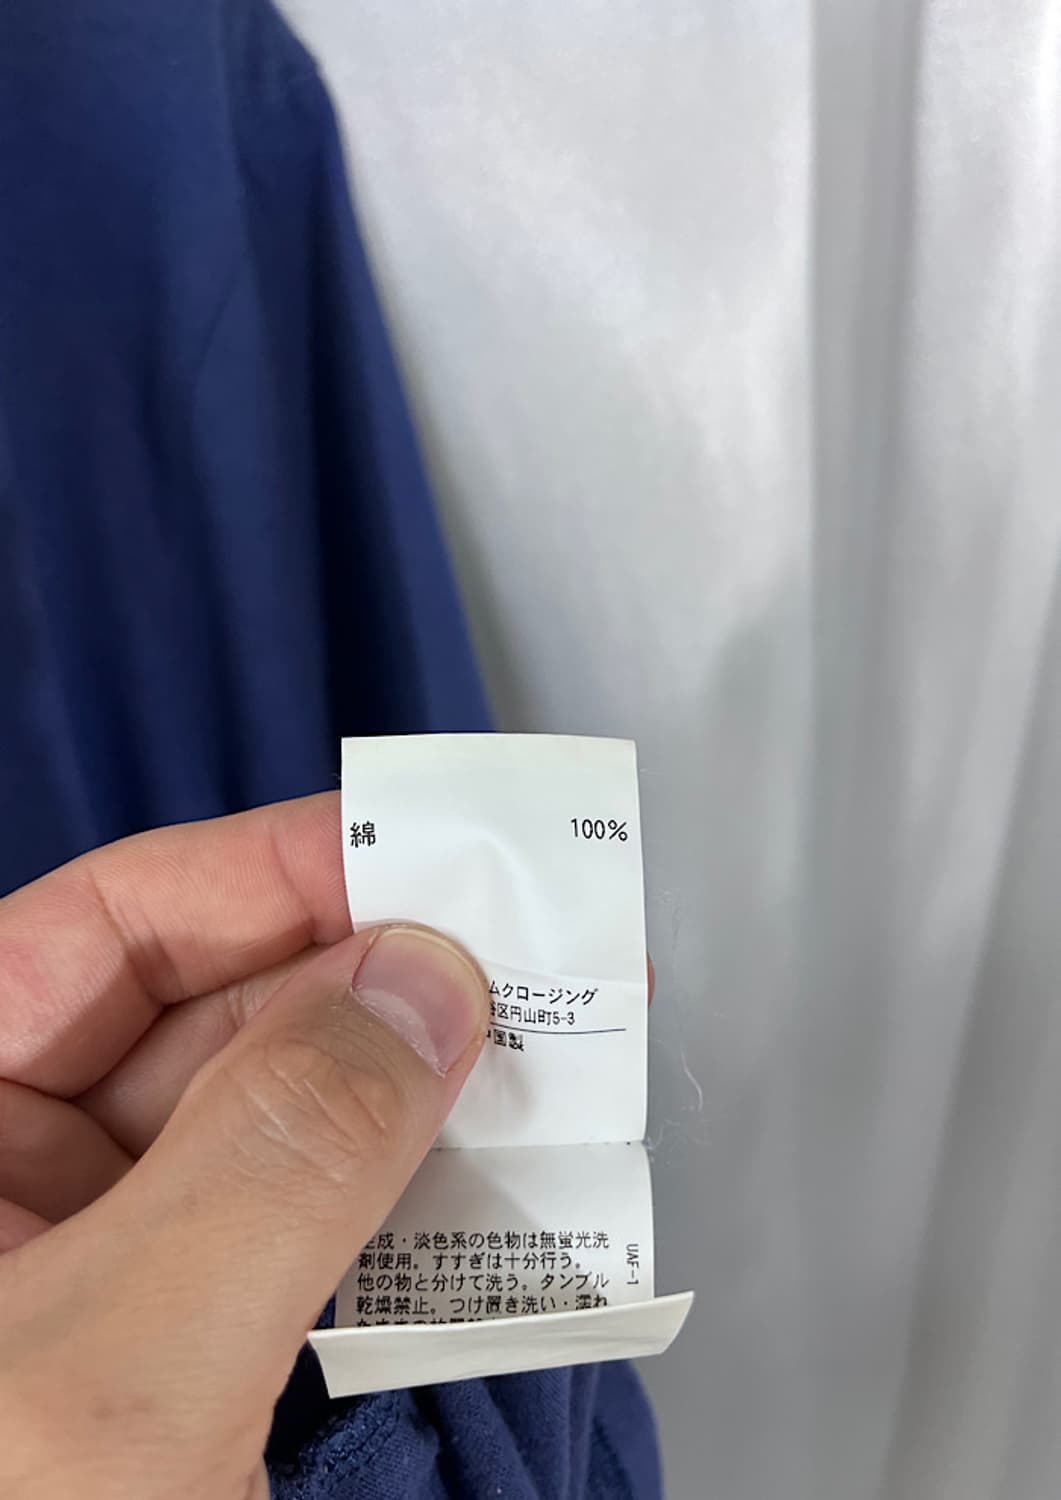 綿 100%
ムクロージング
谷区円山町5-3
中国製
生成・淡色系の色物は無蛍光洗
剤使用。すすぎは十分行う。
他の物と分けて洗う。タンブル
乾燥禁止。つけ置き洗い・濡れ
UAF-1